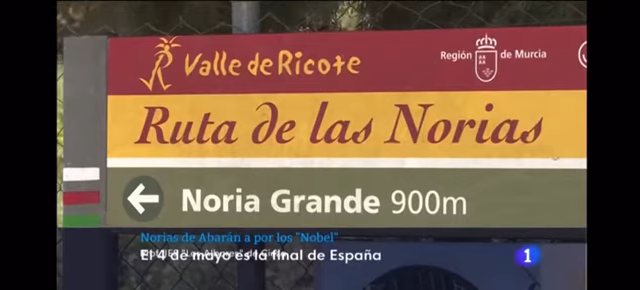 Valle de Ricote
Región de Murcia
Ruta de las Norias
Noria Grande 900m
Norias de Abarán a por los "Nobel"
El 4 de mayo es la final de España
1